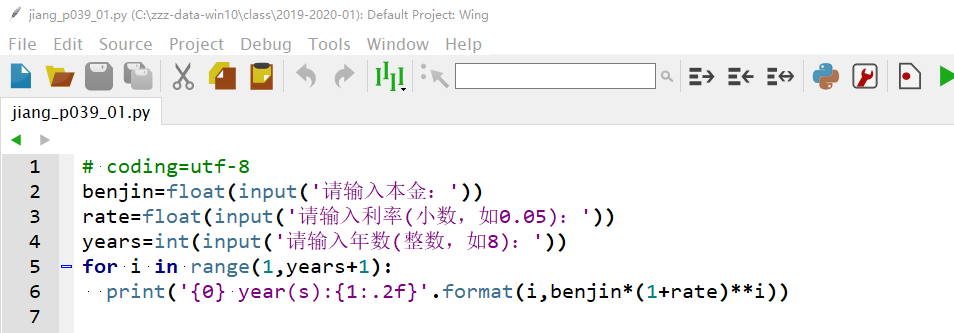 jiang_p039_01.py (C:\zzz-data-win10\class\2019-2020-01): Default Project: Wing
File Edit Source Project Debug Tools Window Help
jiang_p039_01.py
1 # coding=utf-8
2 benjin=float(input('请输入本金：'))
3 rate=float(input('请输入利率(小数，如0.05)：'))
4 years=int(input('请输入年数(整数，如8)：'))
5 for i in range(1,years+1):
6 print('{0} year(s):{1:.2f}'.format(i,benjin*(1+rate)**i))
7